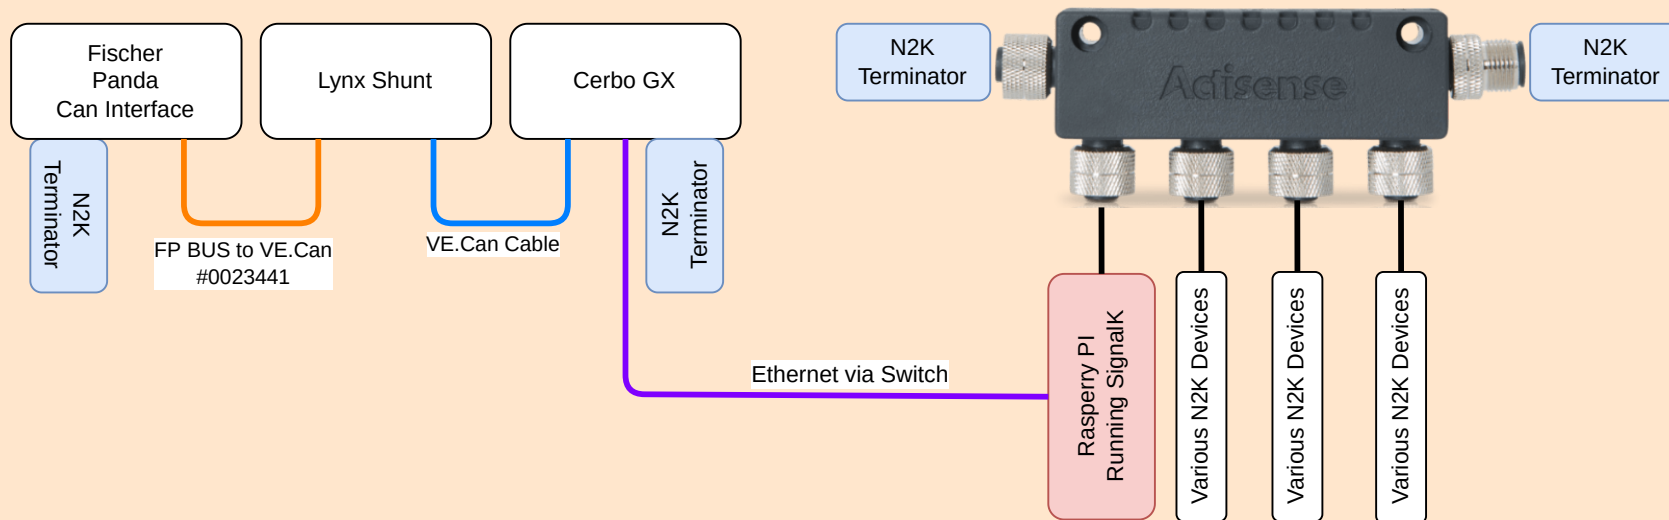 Fischer
Panda
Can Interface
Lynx Shunt
Cerbo GX
N2K
Terminator
Actisense
N2K
Terminator
N2K
Terminator
N2K
Terminator
FP BUS to VE.Can
#0023441
VE.Can Cable
Ethernet via Switch
Rasperry PI
Running SignalK
Various N2K Devices
Various N2K Devices
Various N2K Devices